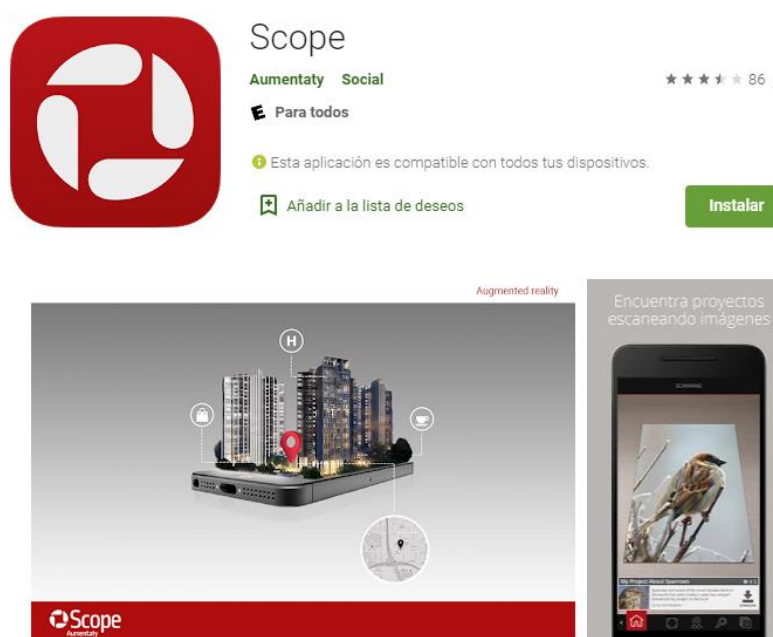 Scope
Aumentaty Social
86
E Para todos
Esta aplicación es compatible con todos tus dispositivos.
Añadir a la lista de deseos
Instalar
Augmented reality
H
Scope
Aumentaty
Encuentra proyectos
escaneando imágenes
SCANNING
My Project About Sparrows